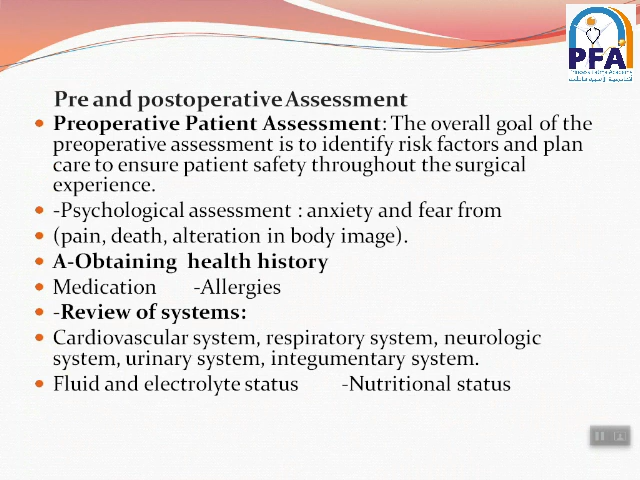 PFA
Princess Fatma Academy
Pre and postoperative Assessment
• Preoperative Patient Assessment: The overall goal of the
preoperative assessment is to identify risk factors and plan
care to ensure patient safety throughout the surgical
experience.
• -Psychological assessment : anxiety and fear from
• (pain, death, alteration in body image).
• A-Obtaining health history
• Medication -Allergies
• -Review of systems:
• Cardiovascular system, respiratory system, neurologic
system, urinary system, integumentary system.
• Fluid and electrolyte status -Nutritional status